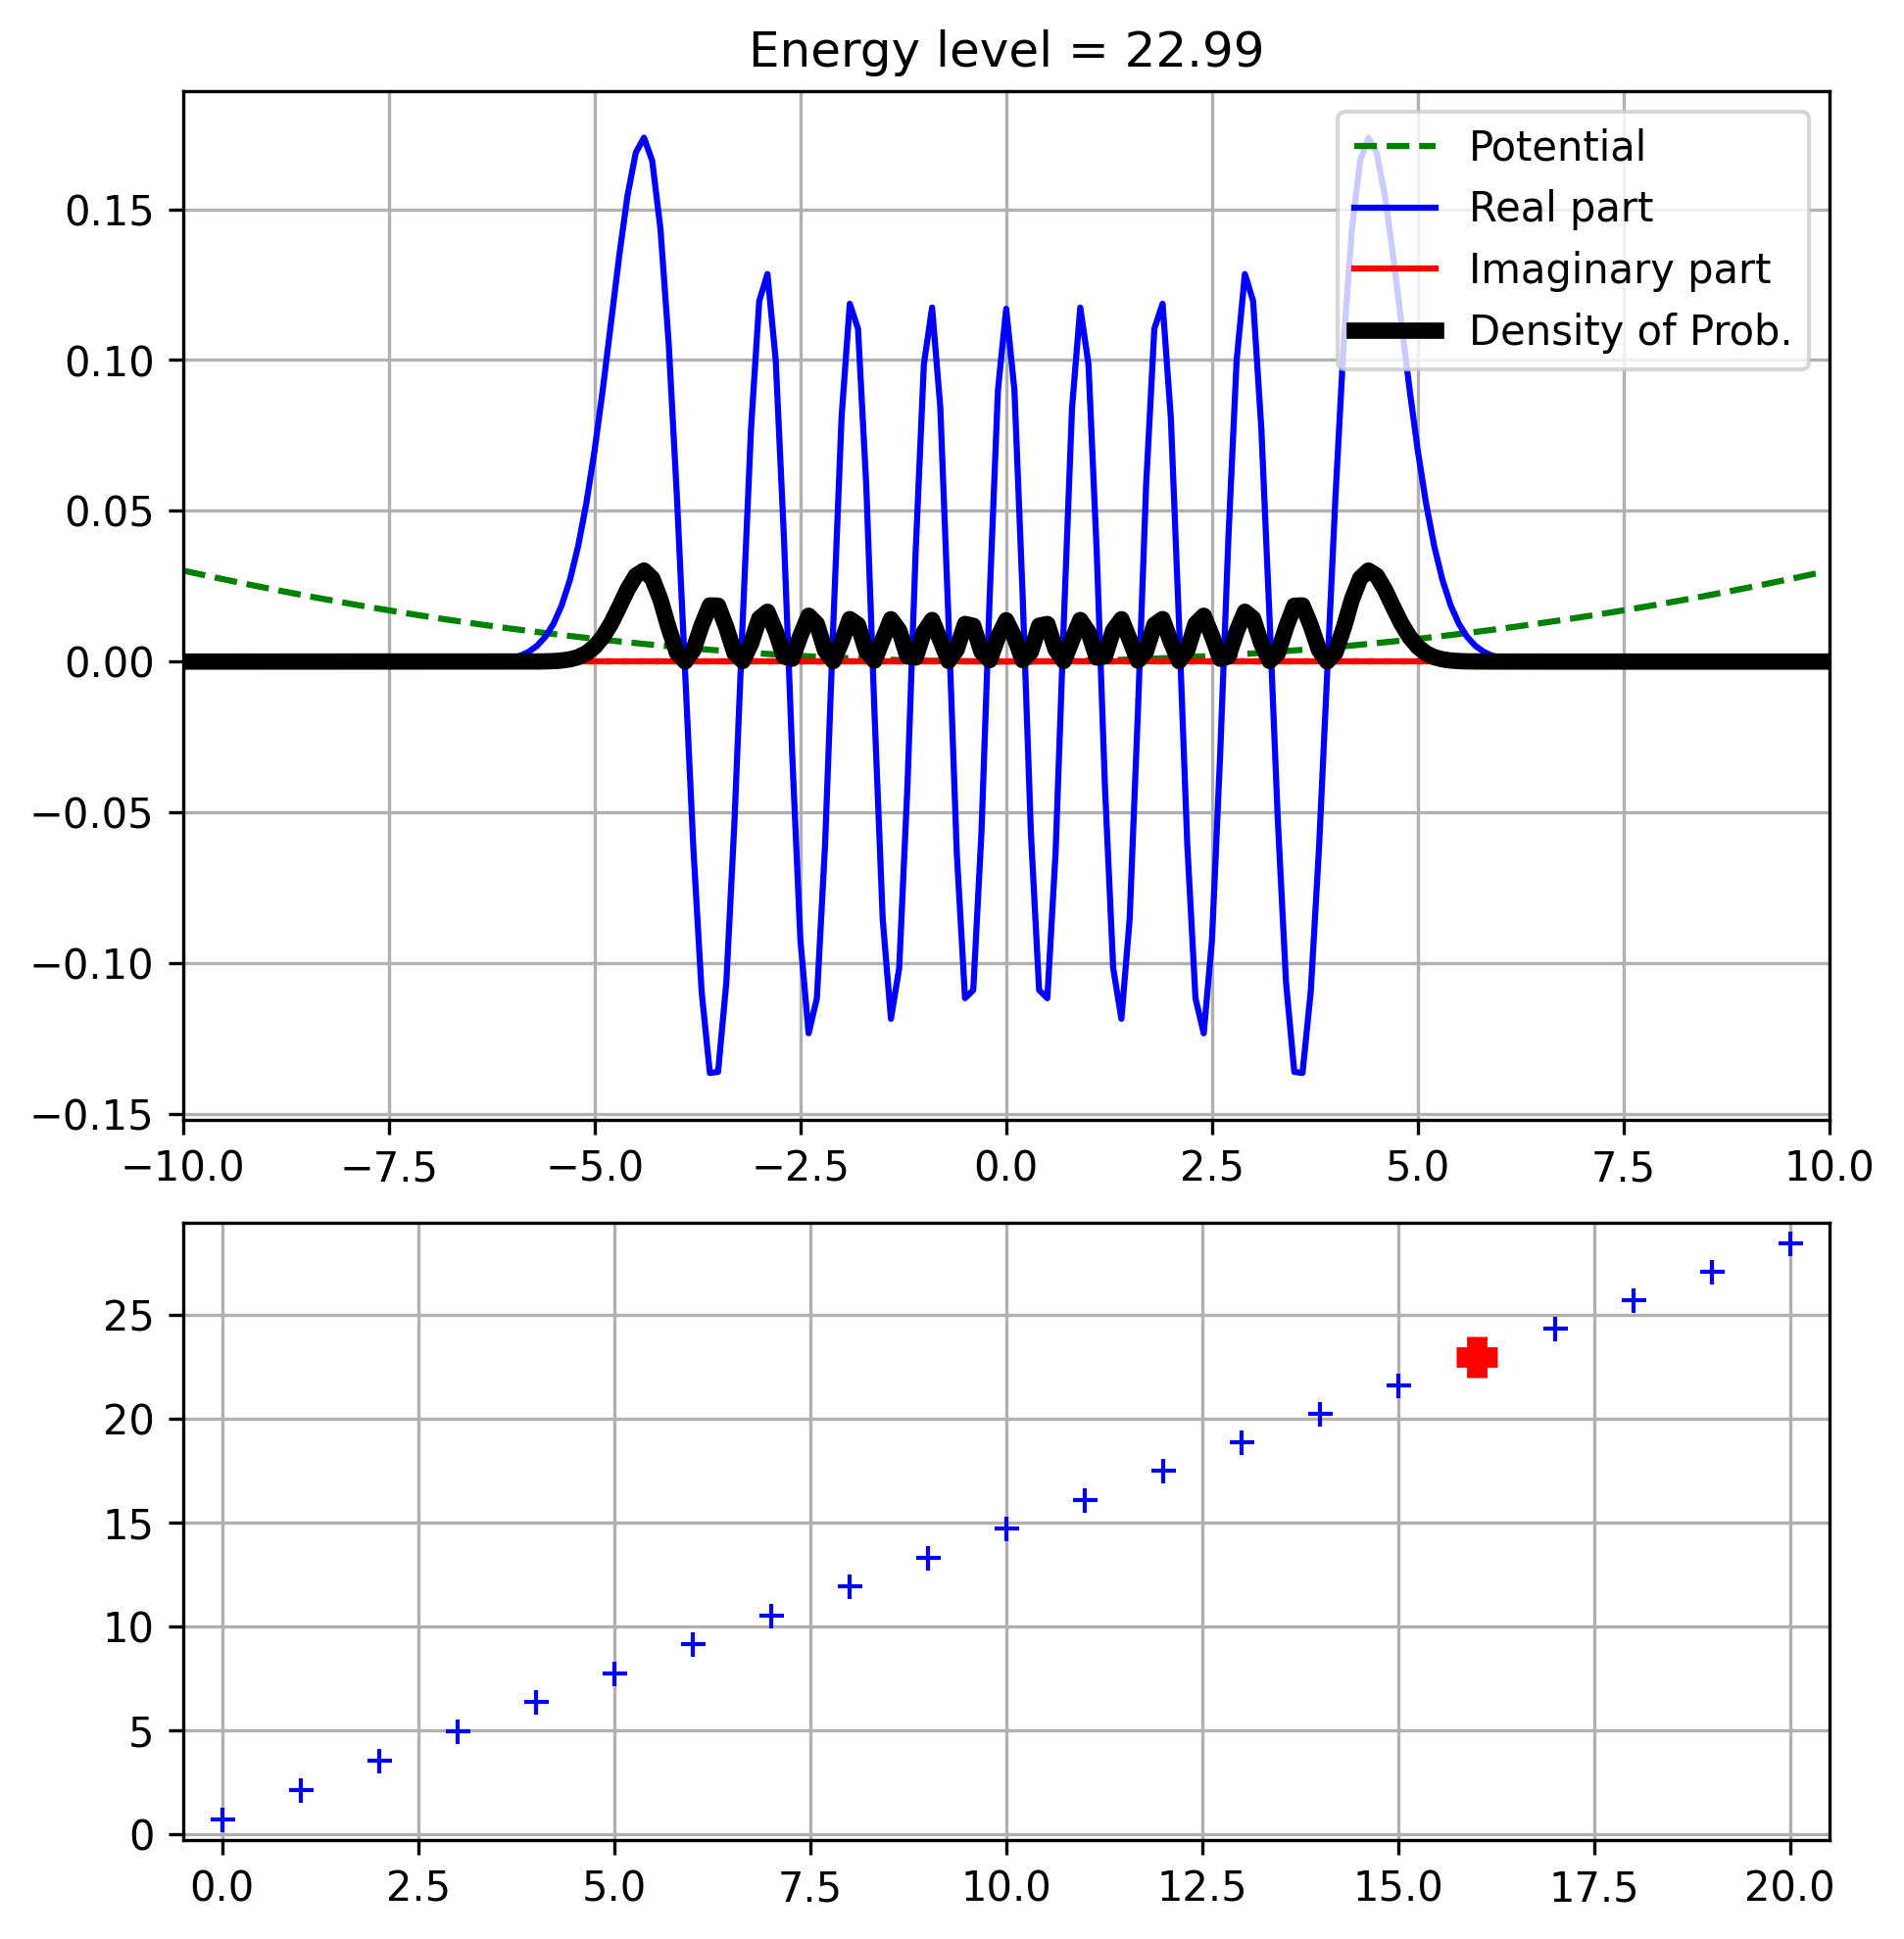 Energy level = 22.99
Potential
Real part
Imaginary part
Density of Prob.
0.15
0.10
0.05
0.00
−0.05
−0.10
−0.15
−10.0 −7.5 −5.0 −2.5 0.0 2.5 5.0 7.5 10.0
25
20
15
10
5
0
0.0 2.5 5.0 7.5 10.0 12.5 15.0 17.5 20.0